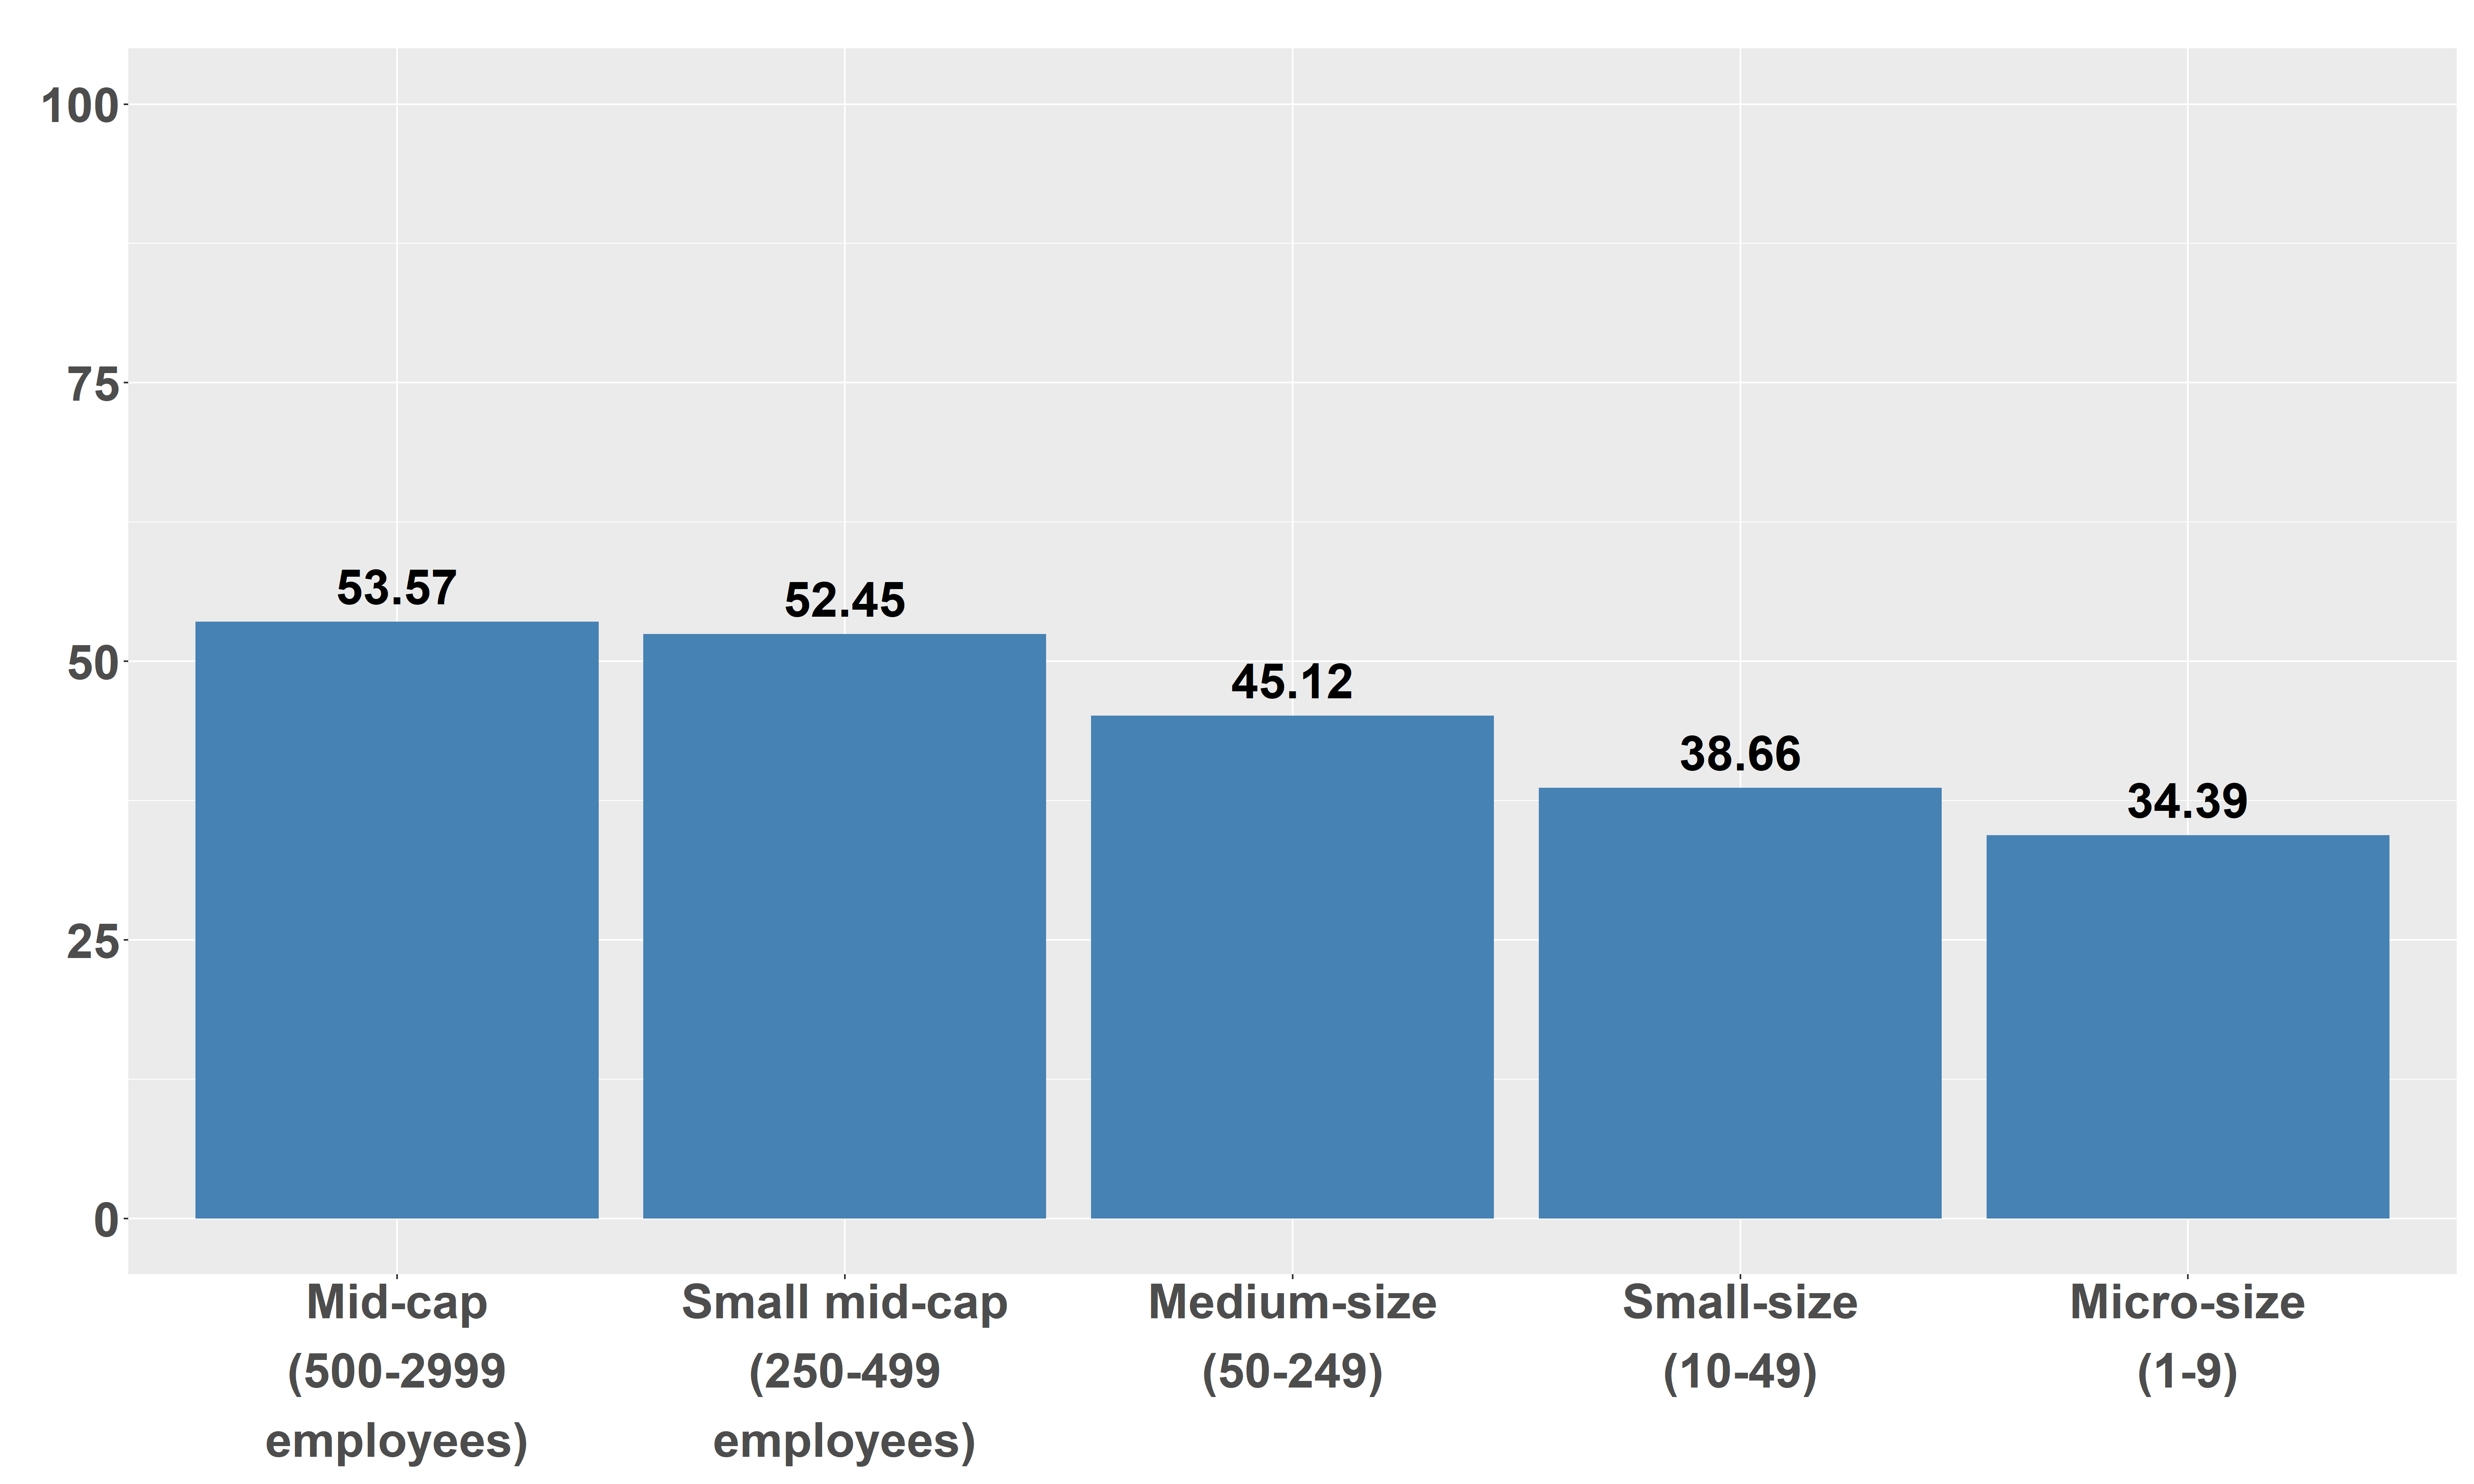 100
75
50
25
0
53.57
52.45
45.12
38.66
34.39
Mid-cap
(500-2999
employees)
Small mid-cap
(250-499
employees)
Medium-size
(50-249)
Small-size
(10-49)
Micro-size
(1-9)